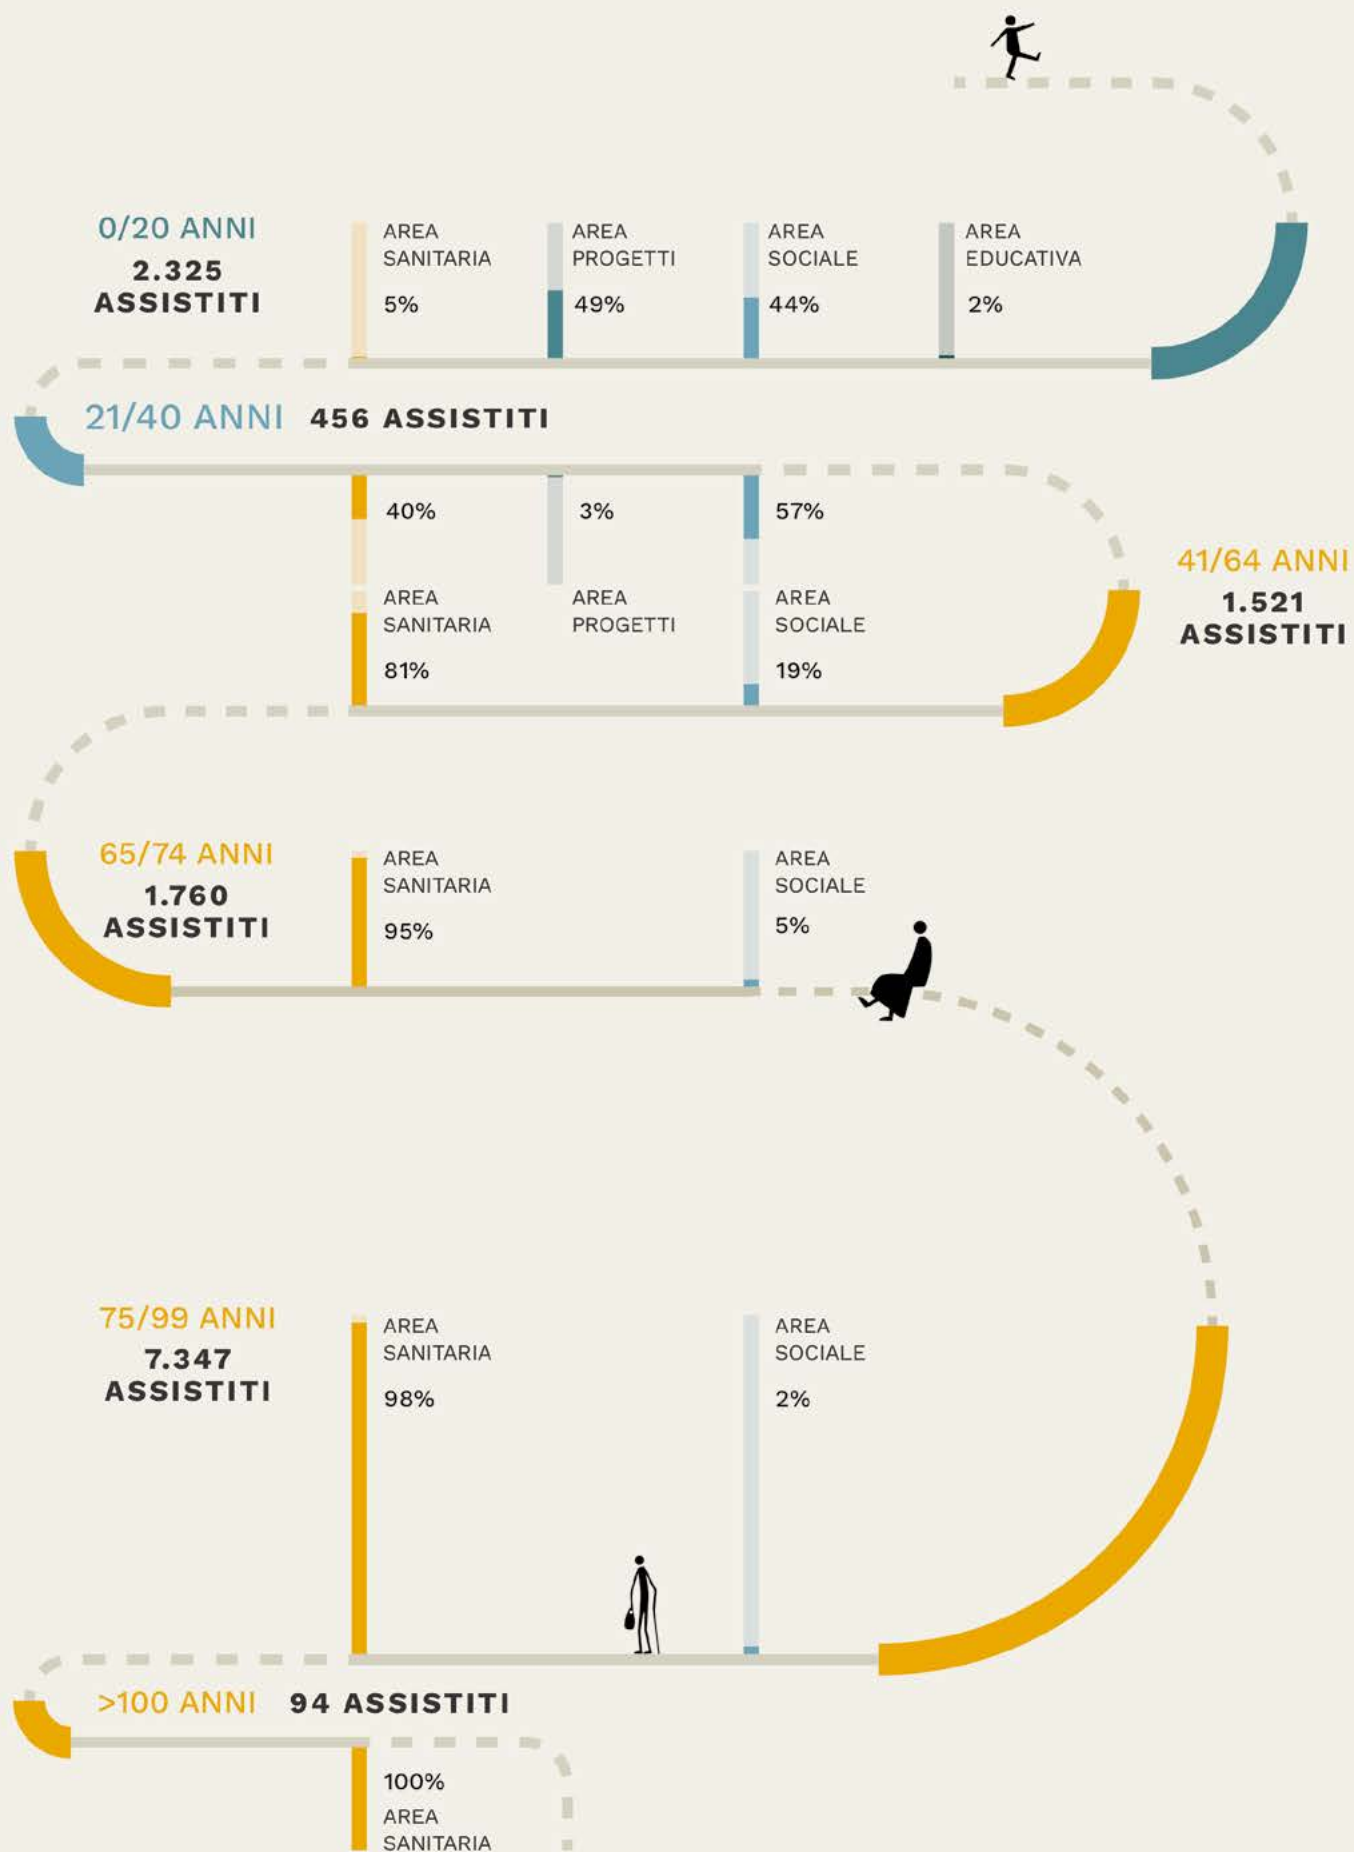 0/20 ANNI
2.325
ASSISTITI
AREA
SANITARIA
5%
AREA
PROGETTI
49%
AREA
SOCIALE
44%
AREA
EDUCATIVA
2%
21/40 ANNI 456 ASSISTITI
40%
3%
57%
AREA
SANITARIA
81%
AREA
PROGETTI
AREA
SOCIALE
19%
41/64 ANNI
1.521
ASSISTITI
65/74 ANNI
1.760
ASSISTITI
AREA
SANITARIA
95%
AREA
SOCIALE
5%
75/99 ANNI
7.347
ASSISTITI
AREA
SANITARIA
98%
AREA
SOCIALE
2%
>100 ANNI 94 ASSISTITI
100%
AREA
SANITARIA